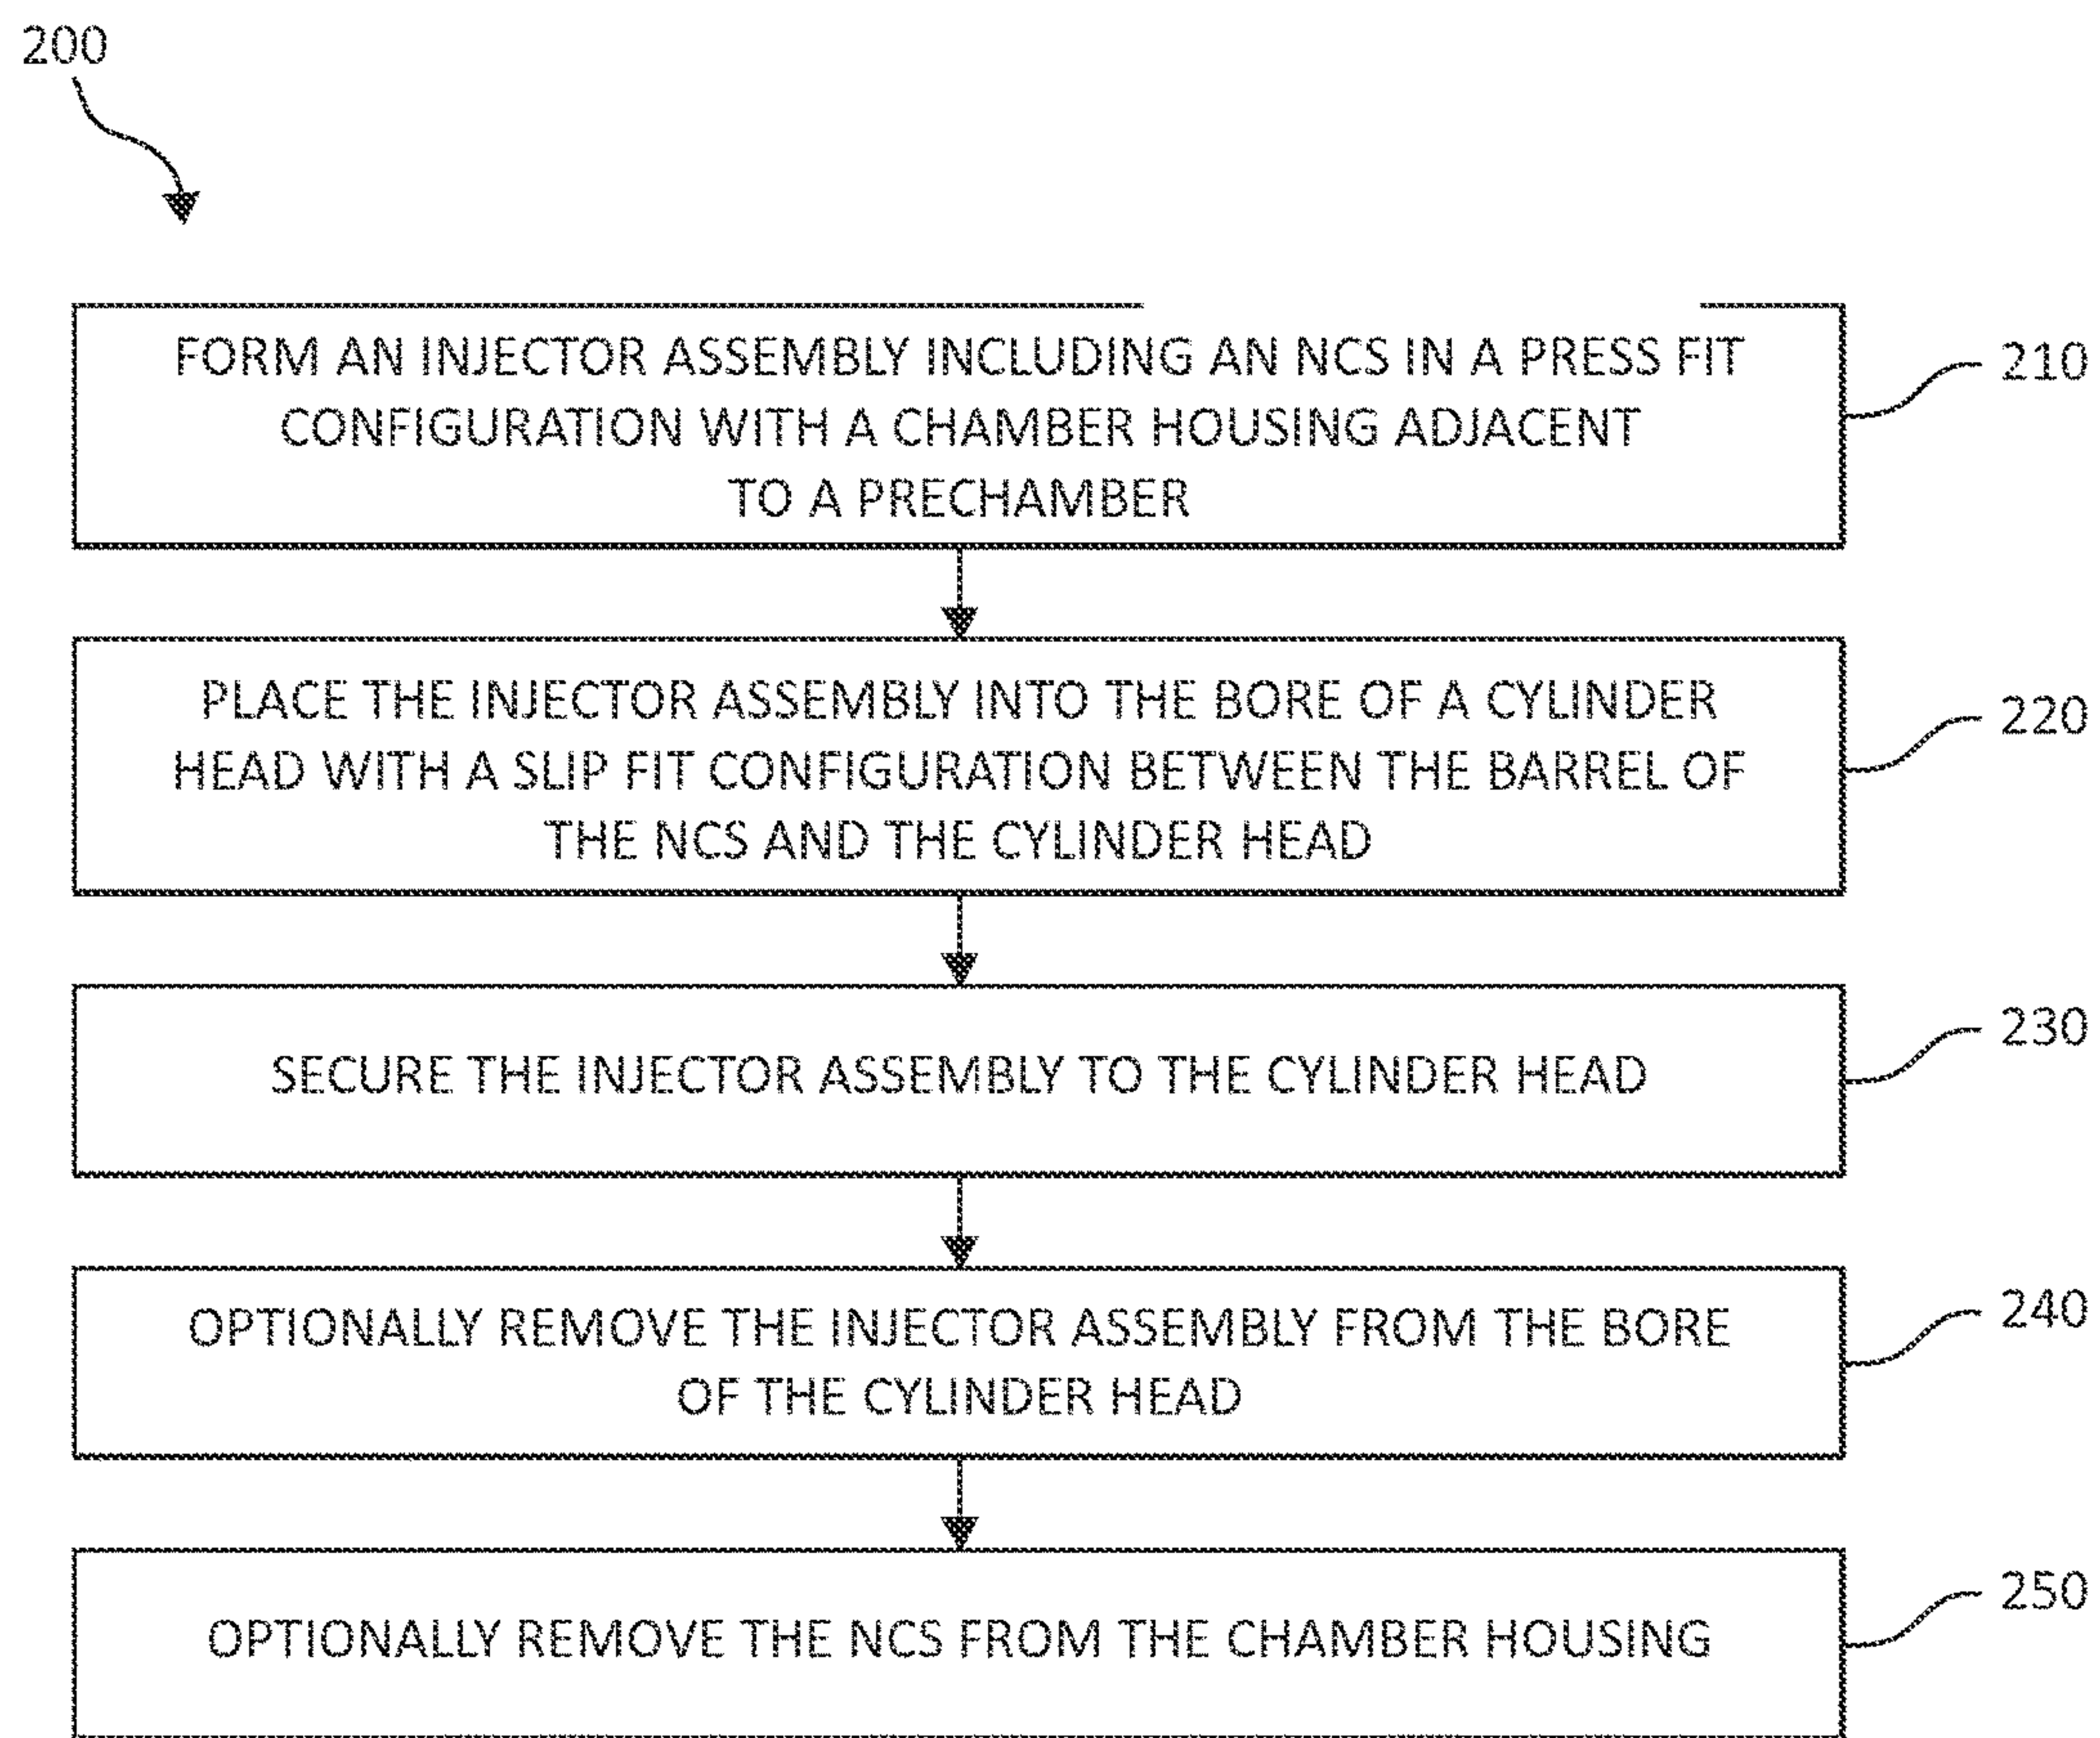 200
FORM AN INJECTOR ASSEMBLY INCLUDING AN NCS IN A PRESS FIT
CONFIGURATION WITH A CHAMBER HOUSING ADJACENT
TO A PRECHAMBER
210
PLACE THE INJECTOR ASSEMBLY INTO THE BORE OF A CYLINDER
HEAD WITH A SLIP FIT CONFIGURATION BETWEEN THE BARREL OF
THE NCS AND THE CYLINDER HEAD
220
SECURE THE INJECTOR ASSEMBLY TO THE CYLINDER HEAD
230
OPTIONALLY REMOVE THE INJECTOR ASSEMBLY FROM THE BORE
OF THE CYLINDER HEAD
240
OPTIONALLY REMOVE THE NCS FROM THE CHAMBER HOUSING
250